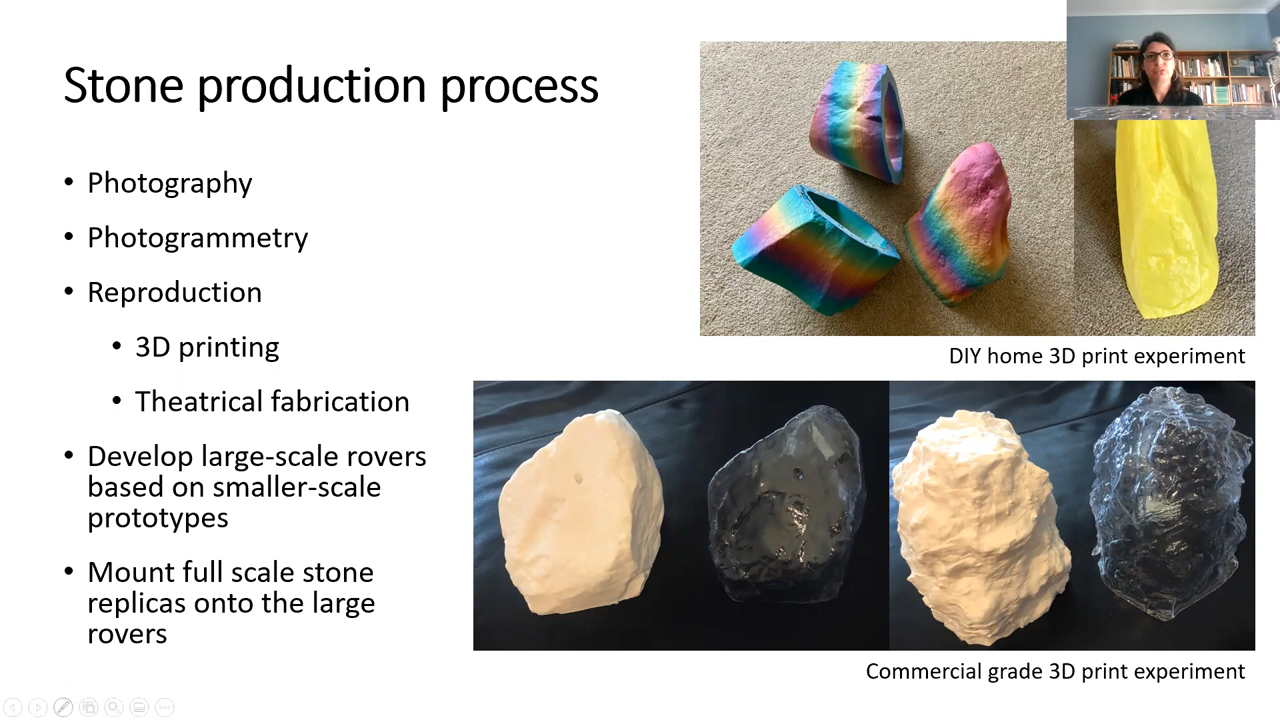 Stone production process
• Photography
• Photogrammetry
• Reproduction
• 3D printing
• Theatrical fabrication
• Develop large-scale rovers
based on smaller-scale
prototypes
• Mount full scale stone
replicas onto the large
rovers
DIY home 3D print experiment
Commercial grade 3D print experiment